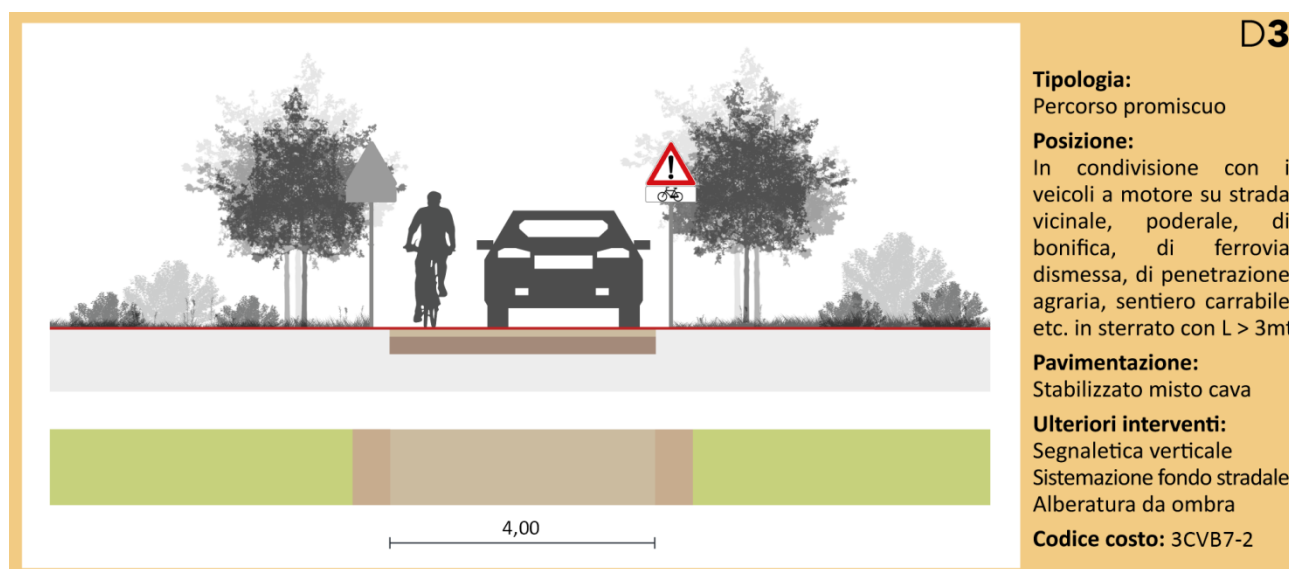 D3
Tipologia:
Percorso promiscuo
Posizione:
In condivisione con i
veicoli a motore su strada
vicinale, poderale, di
bonifica, di ferrovia
dismessa, di penetrazione
agraria, sentiero carrabile
etc. in sterrato con L > 3mt
Pavimentazione:
Stabilizzato misto cava
Ulteriori interventi:
Segnaletica verticale
Sistemazione fondo stradale
Alberatura da ombra
Codice costo: 3CVB7-2
!
4,00